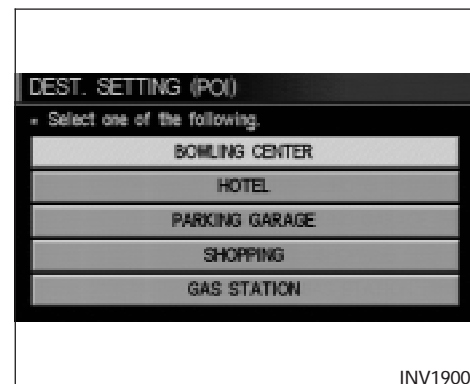 DEST. SETTING (POI)
▪ Select one of the following.
BOWLING CENTER
HOTEL
PARKING GARAGE
SHOPPING
GAS STATION
INV1900